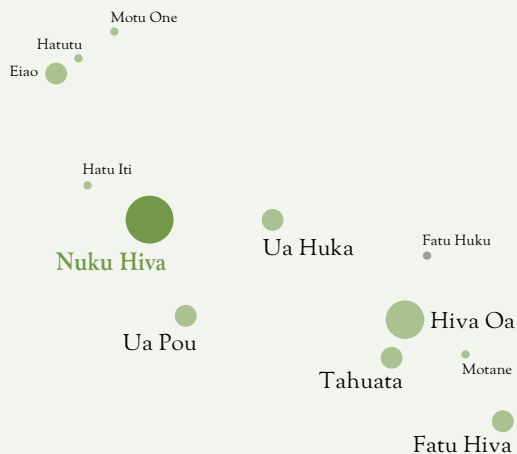 Motu One
Hatutu
Eiao
Hatu Iti
Nuku Hiva
Ua Huka
Fatu Huku
Ua Pou
Hiva Oa
Tahuata
Motane
Fatu Hiva